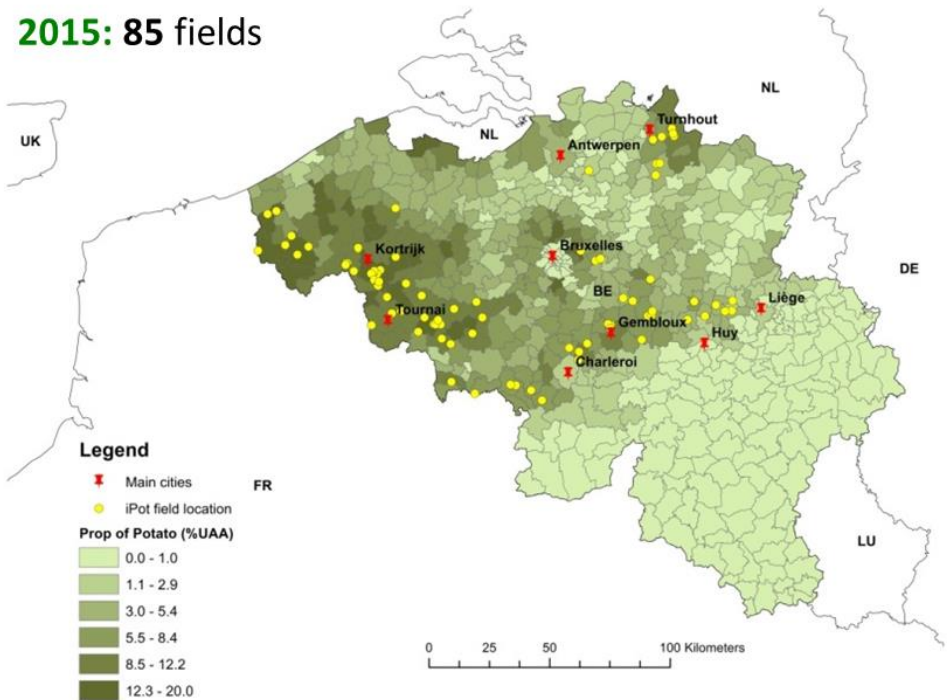 2015: 85 fields
NL
UK
NL
Turnhout
Antwerpen
Kortrijk
Bruxelles
DE
BE
Liège
Tournai
Gembloux
Huy
Charleroi
Legend
Main cities
FR
iPot field location
Prop of Potato (%UAA)
LU
0.0 - 1.0
1.1 - 2.9
3.0 - 5.4
5.5 - 8.4
8.5 - 12.2
12.3 - 20.0
0 25 50 100 Kilometers